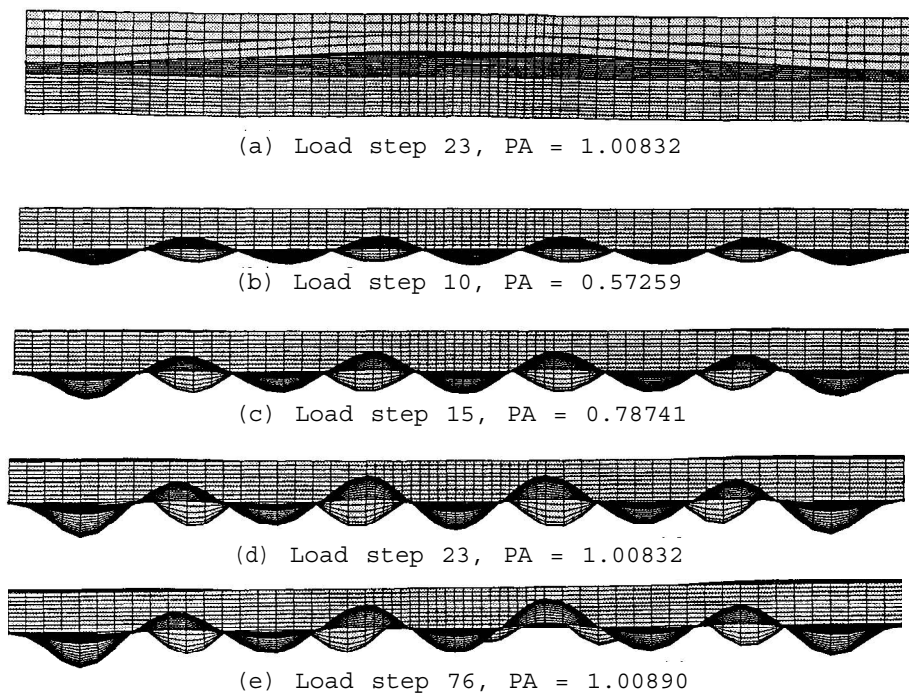 (a) Load step 23, PA = 1.00832
(b) Load step 10, PA = 0.57259
(c) Load step 15, PA = 0.78741
(d) Load step 23, PA = 1.00832
(e) Load step 76, PA = 1.00890